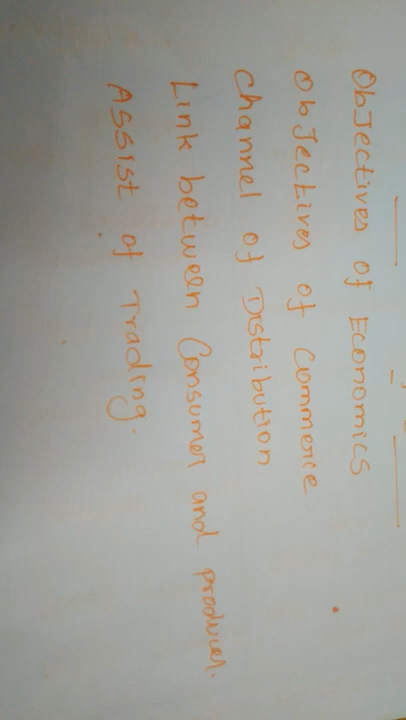 Objectives of Economics
Objectives of Commerce
Channel of Distribution
Link between Consumer and producer.
Assist of Trading.